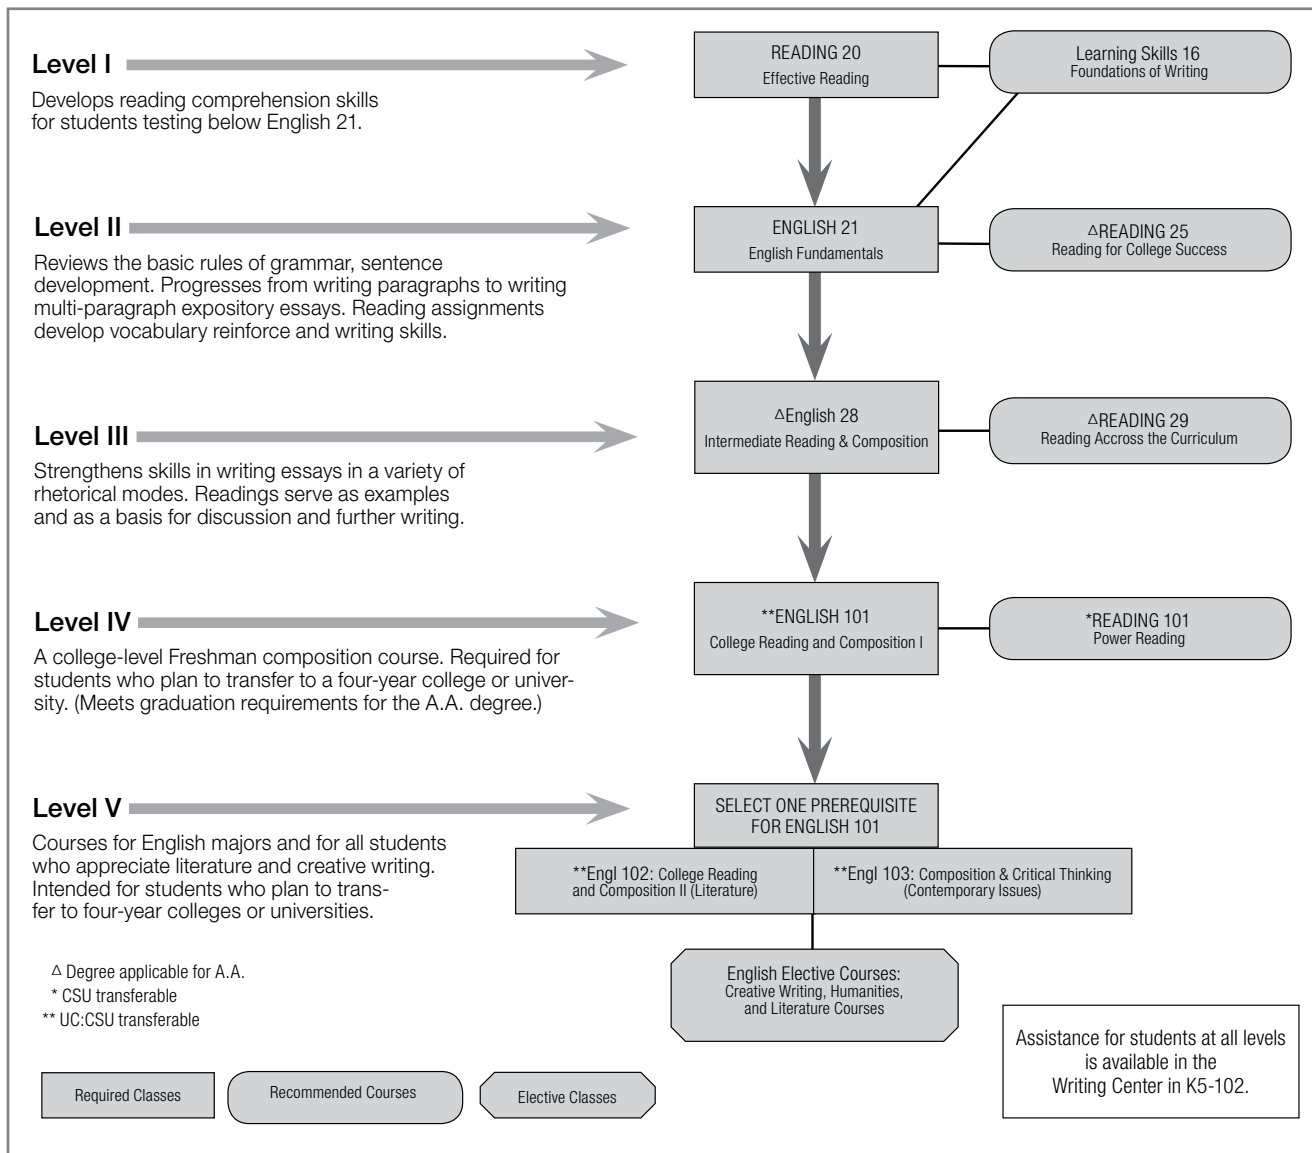 Level I
Develops reading comprehension skills
for students testing below English 21.
READING 20
Effective Reading
Learning Skills 16
Foundations of Writing
Level II
Reviews the basic rules of grammar, sentence
development. Progresses from writing paragraphs to writing
multi-paragraph expository essays. Reading assignments
develop vocabulary reinforce and writing skills.
ENGLISH 21
English Fundamentals
△READING 25
Reading for College Success
Level III
Strengthens skills in writing essays in a variety of
rhetorical modes. Readings serve as examples
and as a basis for discussion and further writing.
△English 28
Intermediate Reading & Composition
△READING 29
Reading Accross the Curriculum
Level IV
A college-level Freshman composition course. Required for
students who plan to transfer to a four-year college or univer-
sity. (Meets graduation requirements for the A.A. degree.)
**ENGLISH 101
College Reading and Composition I
*READING 101
Power Reading
Level V
Courses for English majors and for all students
who appreciate literature and creative writing.
Intended for students who plan to trans-
fer to four-year colleges or universities.
SELECT ONE PREREQUISITE
FOR ENGLISH 101
**Engl 102: College Reading
and Composition II (Literature)
**Engl 103: Composition & Critical Thinking
(Contemporary Issues)
English Elective Courses:
Creative Writing, Humanities,
and Literature Courses
△ Degree applicable for A.A.
* CSU transferable
** UC:CSU transferable
Required Classes
Recommended Courses
Elective Classes
Assistance for students at all levels
is available in the
Writing Center in K5-102.